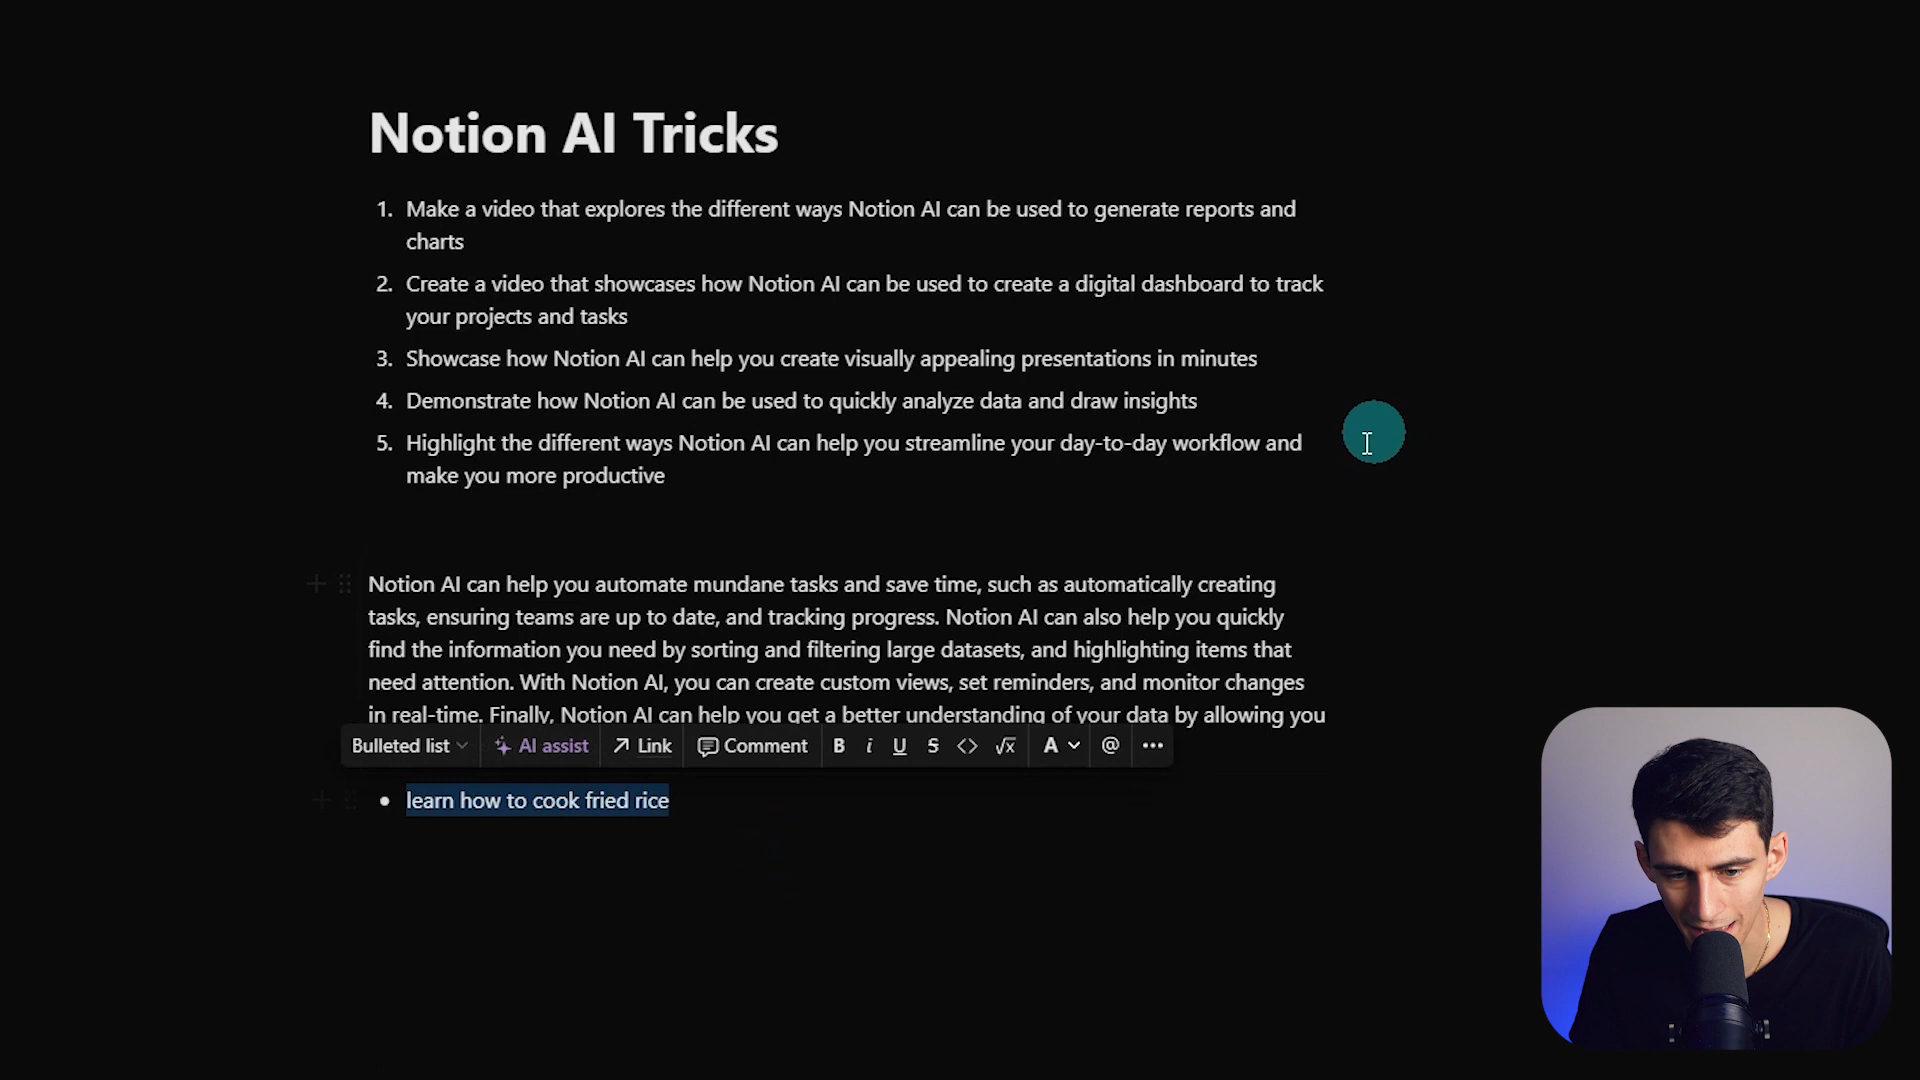 Notion AI Tricks
1. Make a video that explores the different ways Notion AI can be used to generate reports and
charts
2. Create a video that showcases how Notion AI can be used to create a digital dashboard to track
your projects and tasks
3. Showcase how Notion AI can help you create visually appealing presentations in minutes
4. Demonstrate how Notion AI can be used to quickly analyze data and draw insights
5. Highlight the different ways Notion AI can help you streamline your day-to-day workflow and
make you more productive
Notion AI can help you automate mundane tasks and save time, such as automatically creating
tasks, ensuring teams are up to date, and tracking progress. Notion AI can also help you quickly
find the information you need by sorting and filtering large datasets, and highlighting items that
need attention. With Notion AI, you can create custom views, set reminders, and monitor changes
in real-time. Finally, Notion AI can help you get a better understanding of your data by allowing you
Bulleted list AI assist Link Comment B i U S <> √x A @ •••
• learn how to cook fried rice